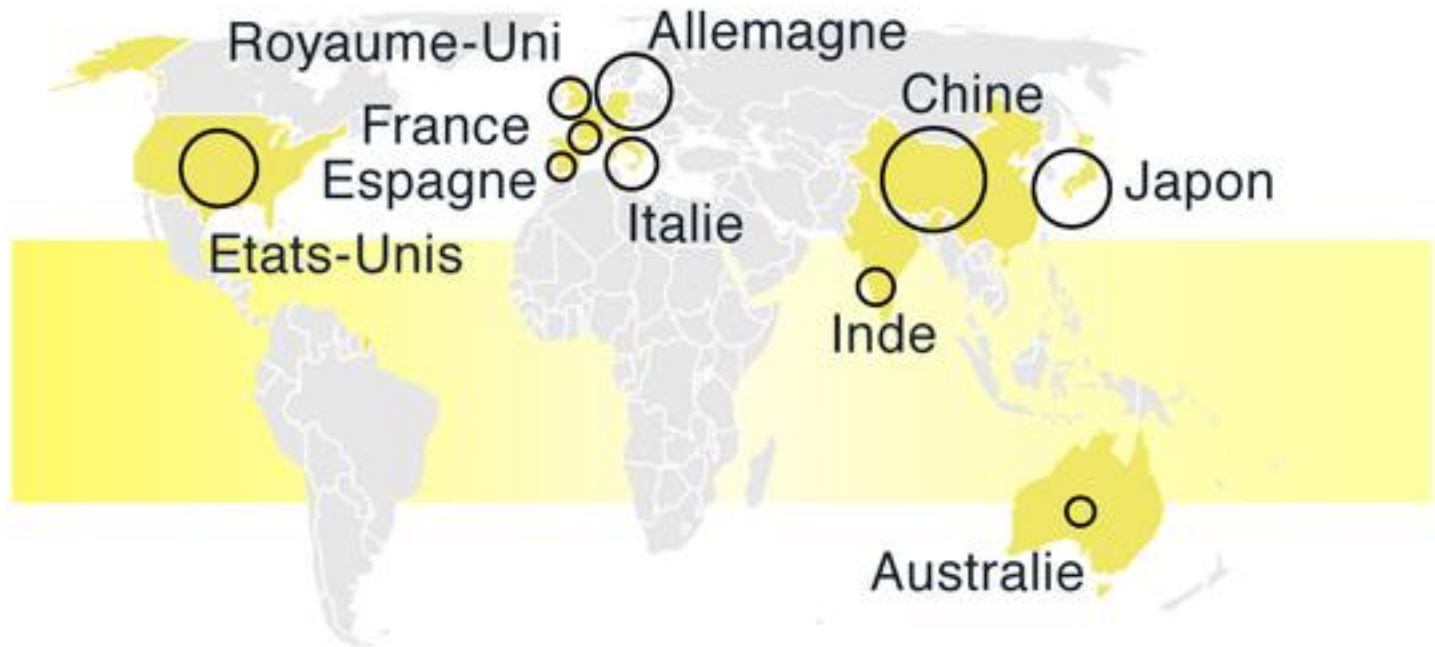 Royaume-Uni
Allemagne
Chine
France
Espagne
Japon
Italie
Etats-Unis
Inde
Australie